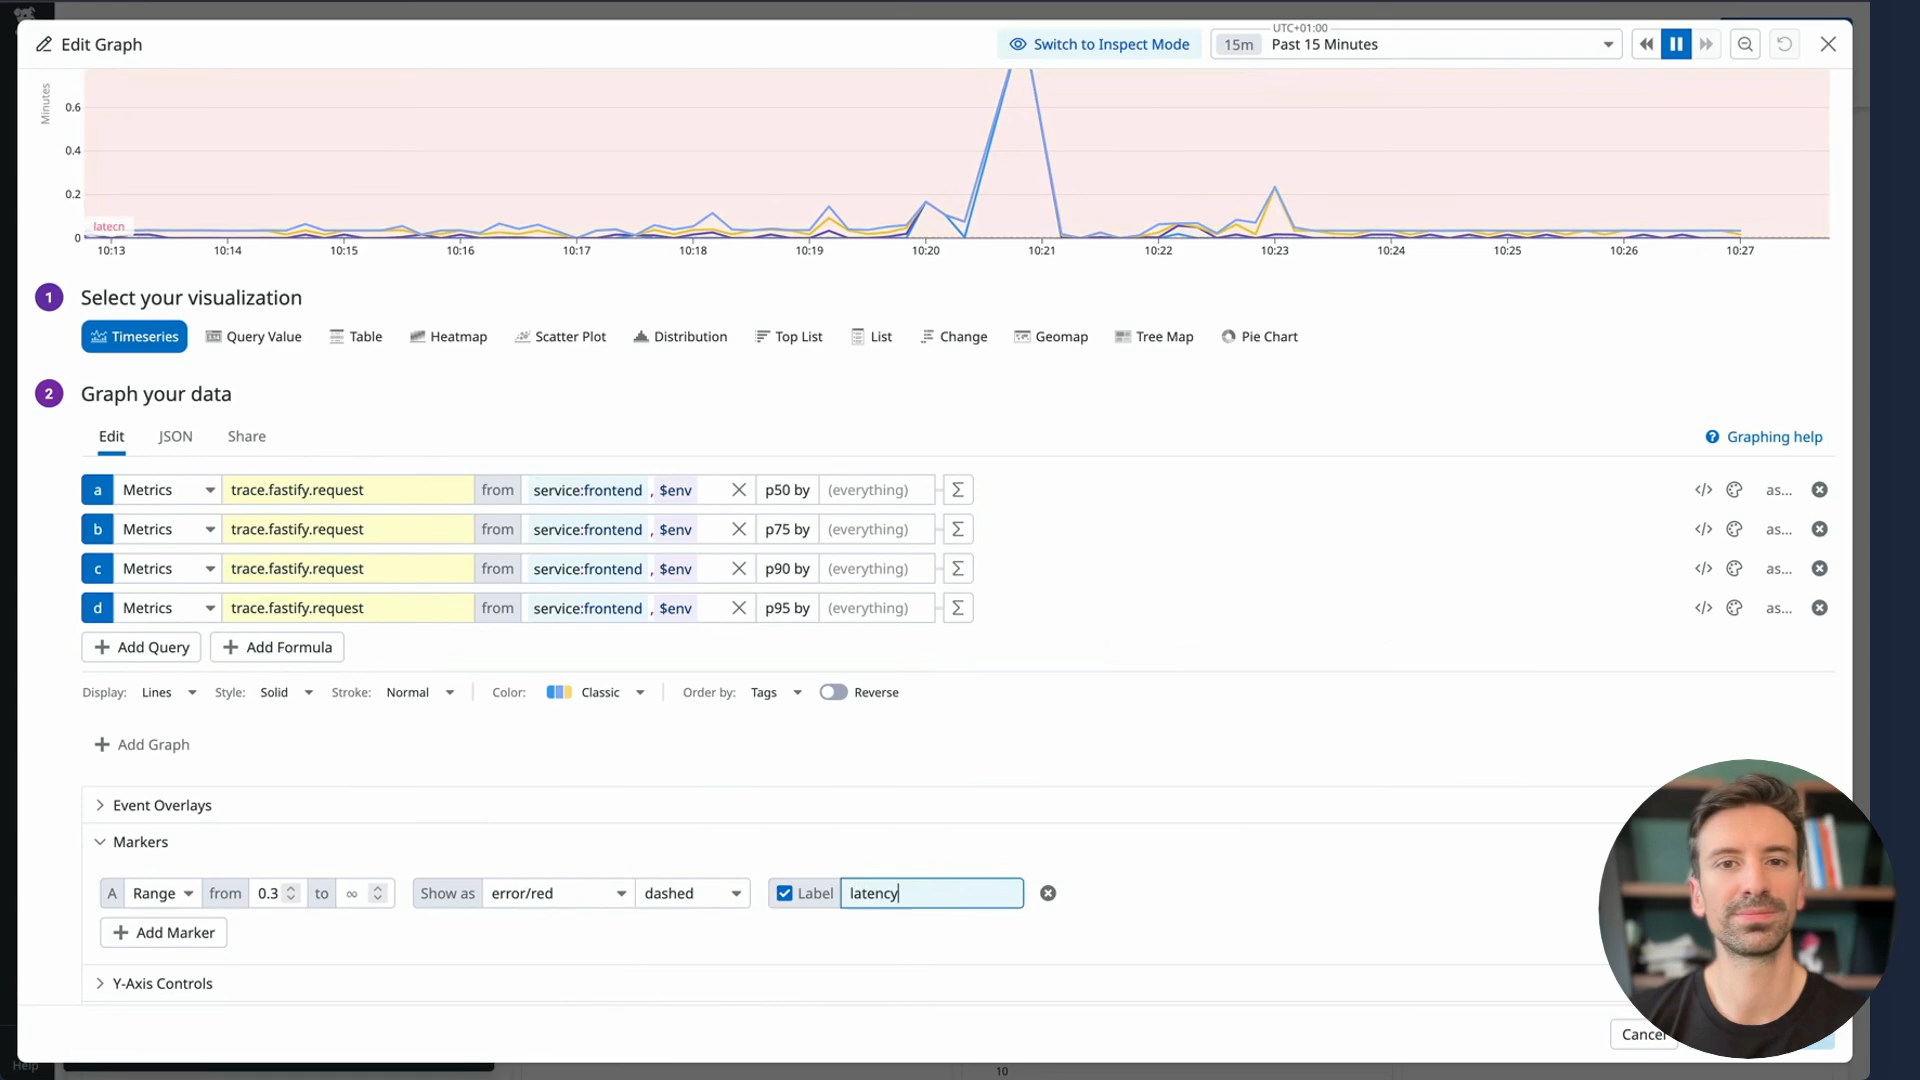 Edit Graph
Switch to Inspect Mode
UTC+01:00
15m Past 15 Minutes
Minutes
0.6
0.4
0.2
0
latecn
10:13 10:14 10:15 10:16 10:17 10:18 10:19 10:20 10:21 10:22 10:23 10:24 10:25 10:26 10:27
1 Select your visualization
Timeseries Query Value Table Heatmap Scatter Plot Distribution Top List List Change Geomap Tree Map Pie Chart
2 Graph your data
Edit JSON Share
? Graphing help
a Metrics trace.fastify.request from service:frontend , $env p50 by (everything) Σ </> as...
b Metrics trace.fastify.request from service:frontend , $env p75 by (everything) Σ </> as...
c Metrics trace.fastify.request from service:frontend , $env p90 by (everything) Σ </> as...
d Metrics trace.fastify.request from service:frontend , $env p95 by (everything) Σ </> as...
+ Add Query + Add Formula
Display: Lines Style: Solid Stroke: Normal Color: Classic Order by: Tags Reverse
+ Add Graph
Event Overlays
Markers
A Range from 0.3 to ∞ Show as error/red dashed Label latency
+ Add Marker
Y-Axis Controls
Cancel
Help
10